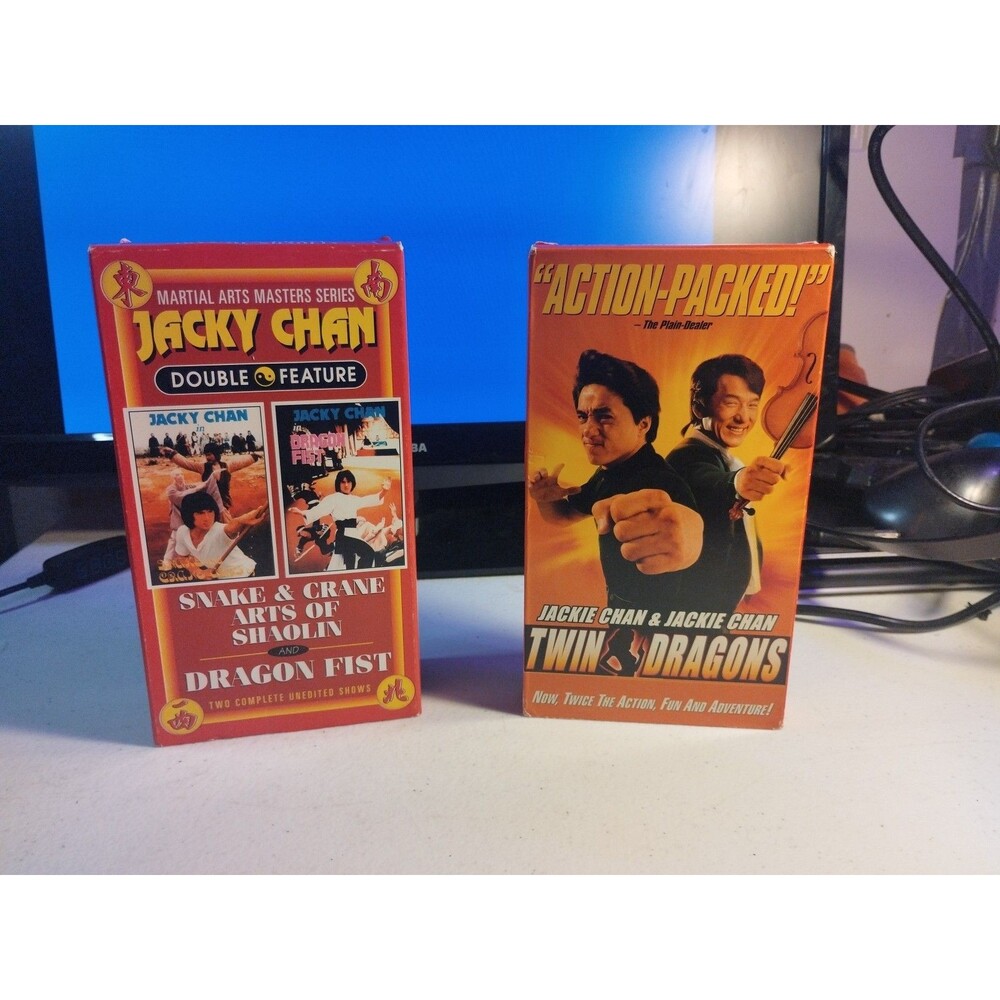 東
南
MARTIAL ARTS MASTERS SERIES
JACKY CHAN
DOUBLE FEATURE
JACKY CHAN
in
JACKY CHAN
in
DRAGON
FIST
SNAKE & CRANE
ARTS OF
SHAOLIN
AND
DRAGON FIST
TWO COMPLETE UNEDITED SHOWS
西
北
"ACTION-PACKED!"
– The Plain-Dealer
JACKIE CHAN & JACKIE CHAN
TWIN DRAGONS
NOW, TWICE THE ACTION, FUN AND ADVENTURE!